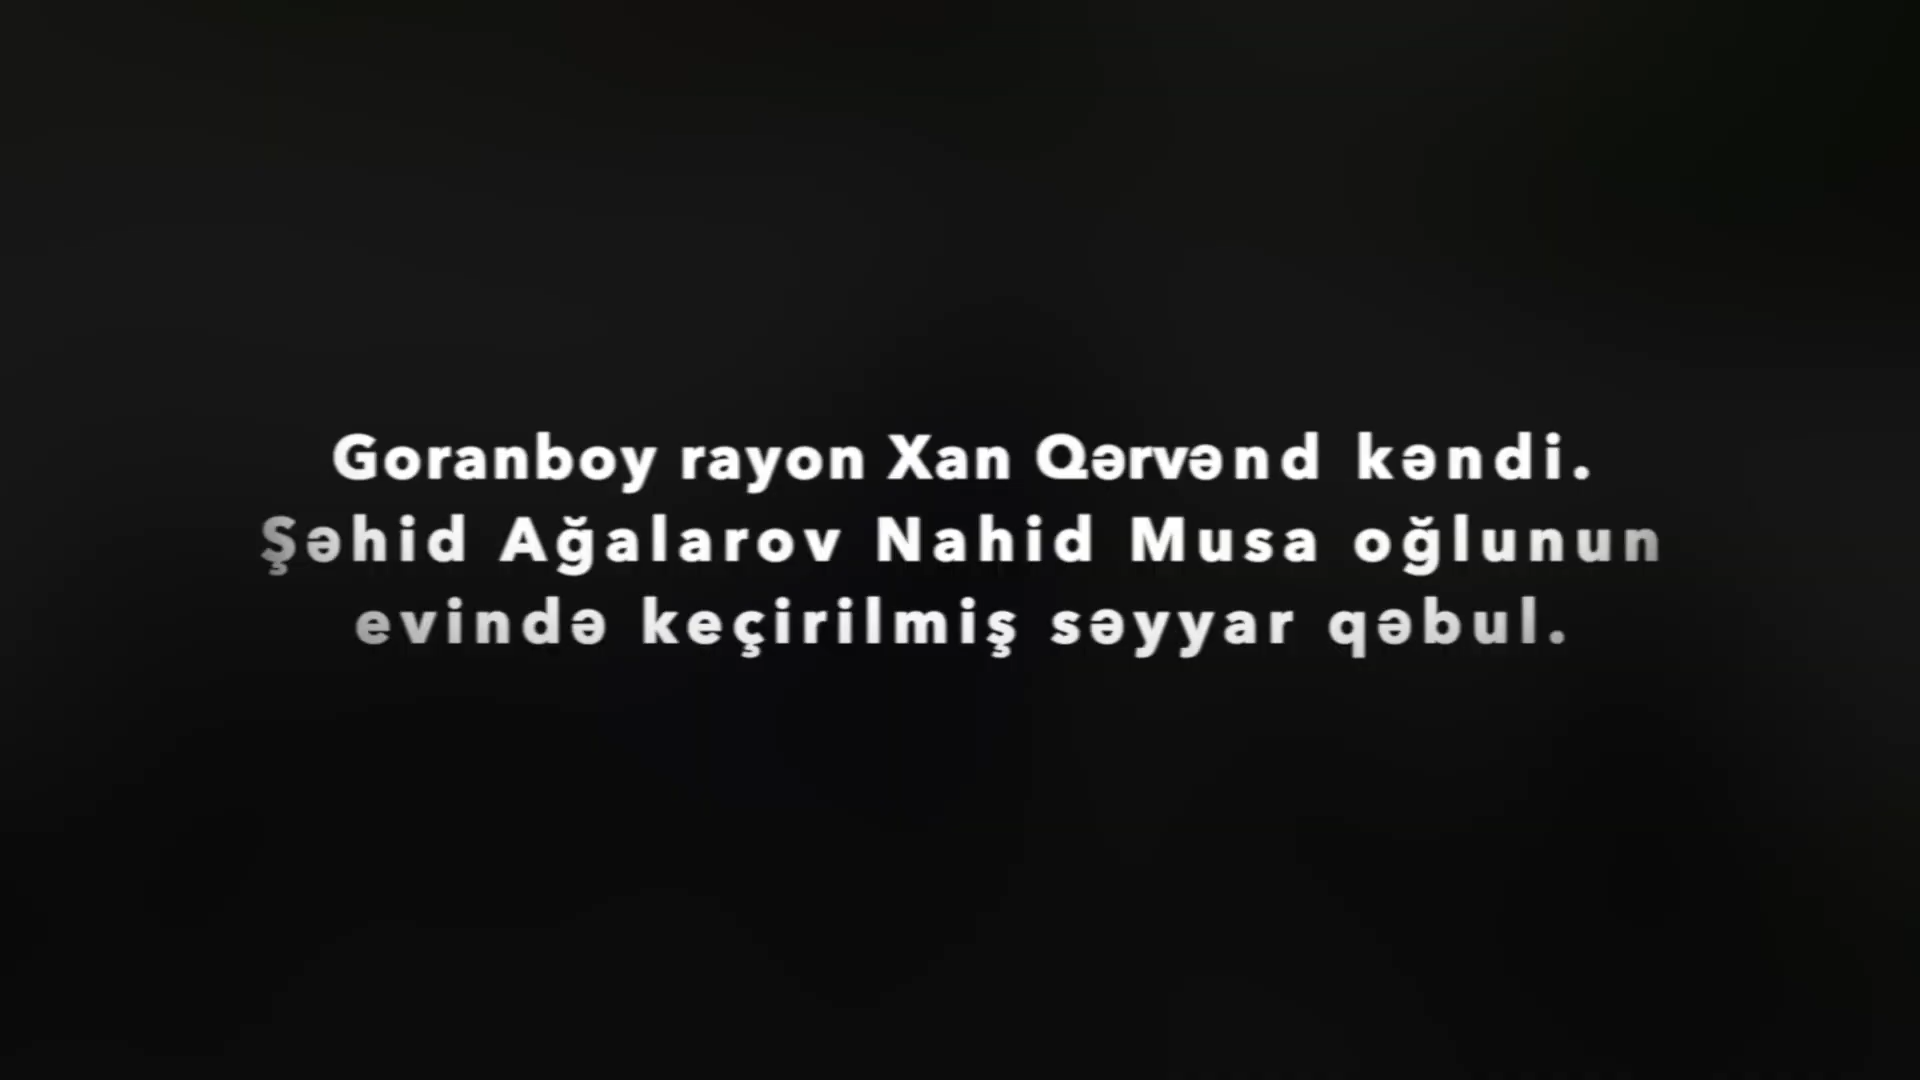 Goranboy rayon Xan Qərvənd kəndi.
Şəhid Ağalarov Nahid Musa oğlunun
evində keçirilmiş səyyar qəbul.